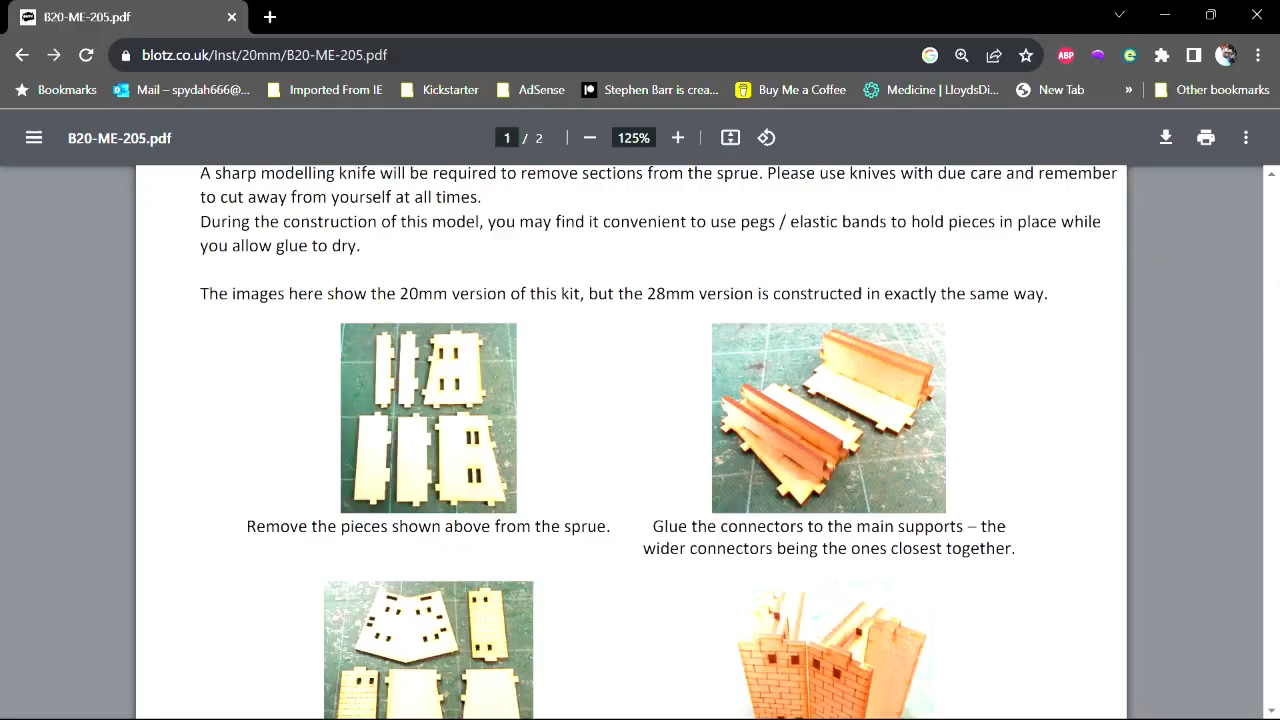 B20-ME-205.pdf
blotz.co.uk/Inst/20mm/B20-ME-205.pdf
ABP
Bookmarks Mail – spydah666@... Imported From IE Kickstarter AdSense Stephen Barr is crea... Buy Me a Coffee Medicine | LloydsDi... New Tab » Other bookmarks
B20-ME-205.pdf 1 / 2 125%
A sharp modelling knife will be required to remove sections from the sprue. Please use knives with due care and remember
to cut away from yourself at all times.
During the construction of this model, you may find it convenient to use pegs / elastic bands to hold pieces in place while
you allow glue to dry.
The images here show the 20mm version of this kit, but the 28mm version is constructed in exactly the same way.
Remove the pieces shown above from the sprue.
Glue the connectors to the main supports – the
wider connectors being the ones closest together.